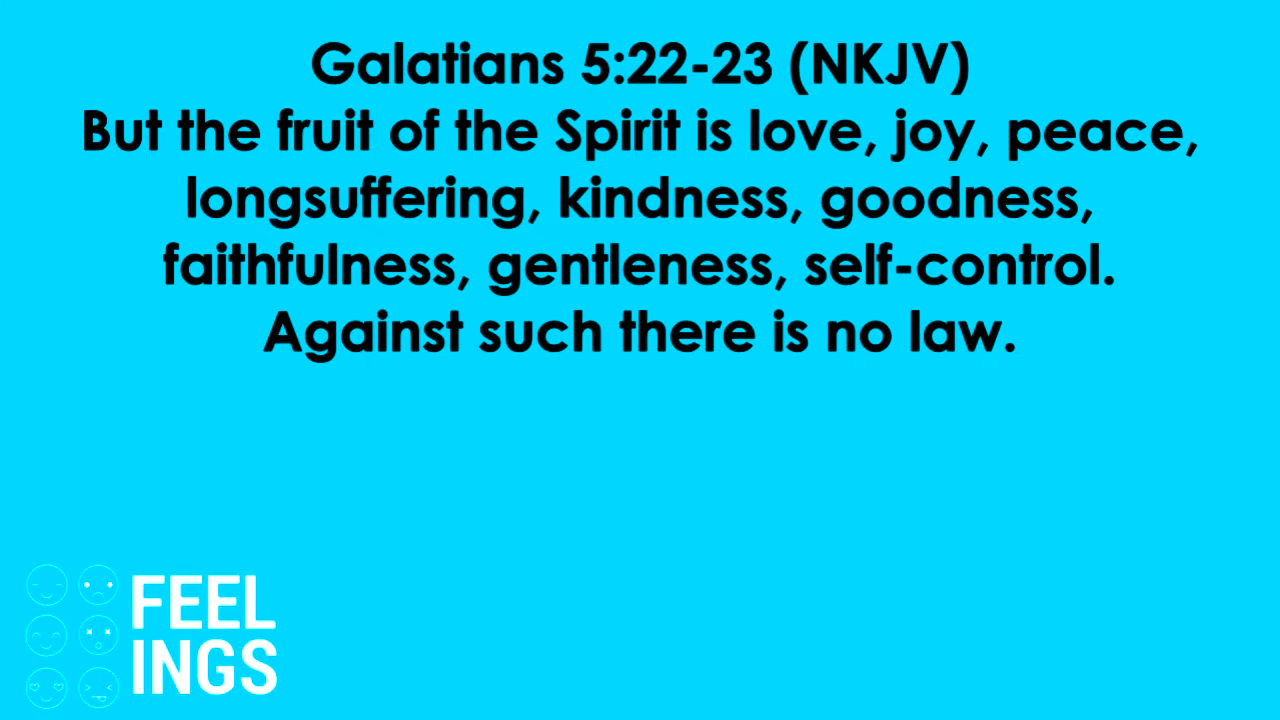 Galatians 5:22-23 (NKJV)
But the fruit of the Spirit is love, joy, peace,
longsuffering, kindness, goodness,
faithfulness, gentleness, self-control.
Against such there is no law.
FEEL
INGS